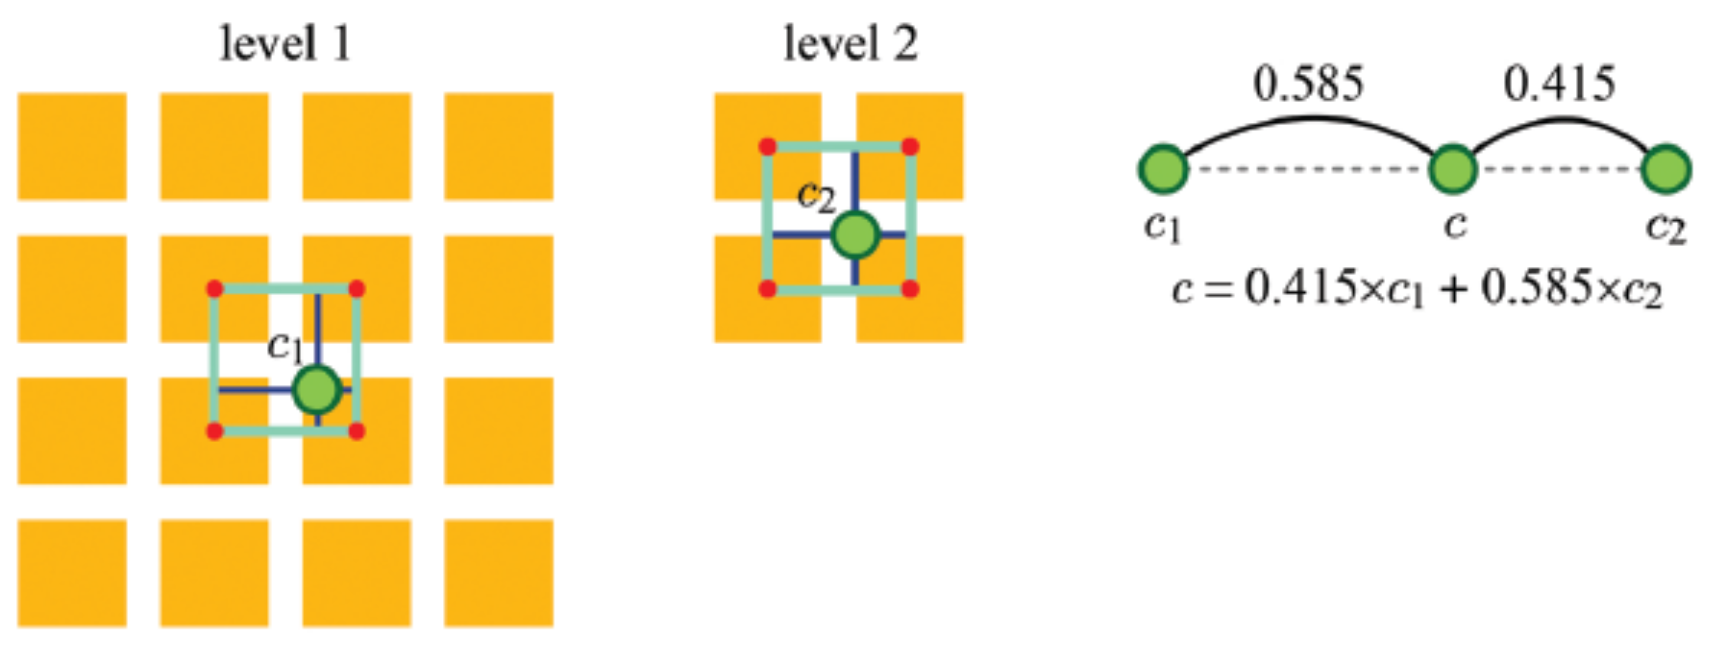 level 1
level 2
0.585
0.415
c₁
c₂
c₁
c
c₂
c = 0.415×c₁ + 0.585×c₂